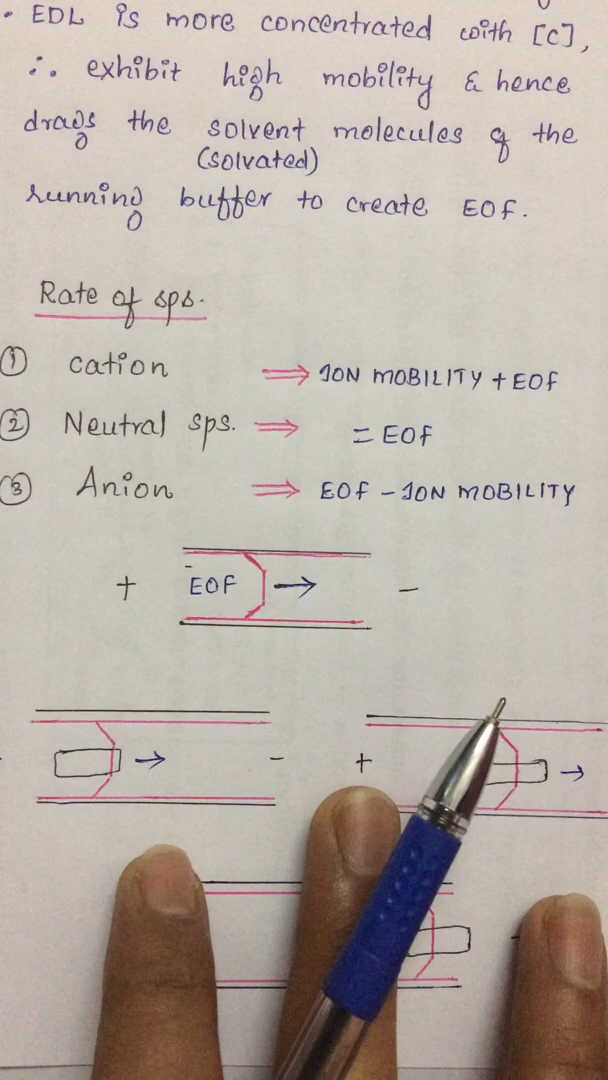 • EDL is more concentrated with [c],
∴ exhibit high mobility & hence
drags the solvent molecules of the
(solvated)
running buffer to create EOF.
Rate of sps.
① cation ⇒ ION MOBILITY + EOF
② Neutral sps. ⇒ = EOF
③ Anion ⇒ EOF - ION MOBILITY
+ EOF → -
→ - + →